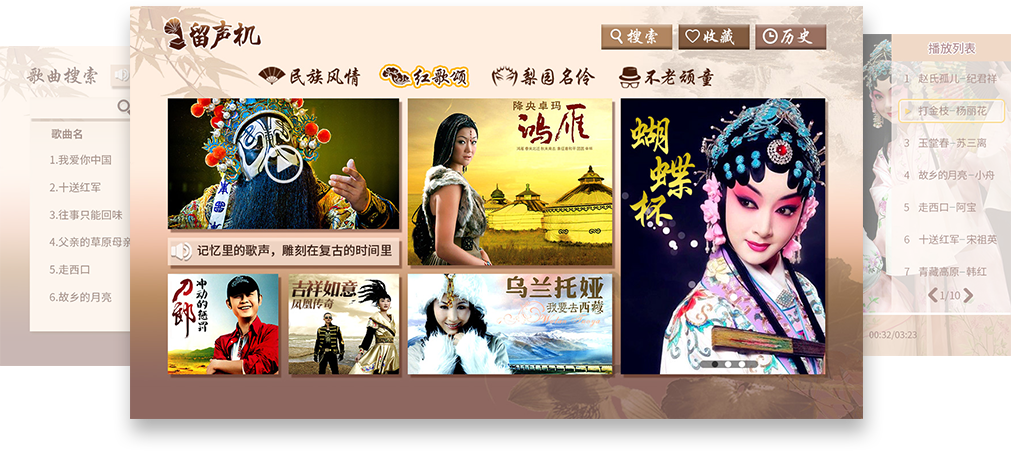 留声机
搜索
收藏
历史
民族风情
红歌颂
梨园名伶
不老顽童
歌曲搜索
歌曲名
1.我爱你中国
2.十送红军
3.往事只能回味
4.父亲的草原母亲
5.走西口
6.故乡的月亮
降央卓玛
鸿雁
蝴蝶杯
记忆里的歌声，雕刻在复古的时间里
刀郎
冲动的惩罚
吉祥如意
凤凰传奇
乌兰托娅
我要去西藏
播放列表
1 赵氏孤儿-纪君祥
打金枝-杨丽花
3 玉堂春-苏三离
4 故乡的月亮-小舟
5 走西口-阿宝
6 十送红军-宋祖英
7 青藏高原-韩红
1/10
00:32/03:23